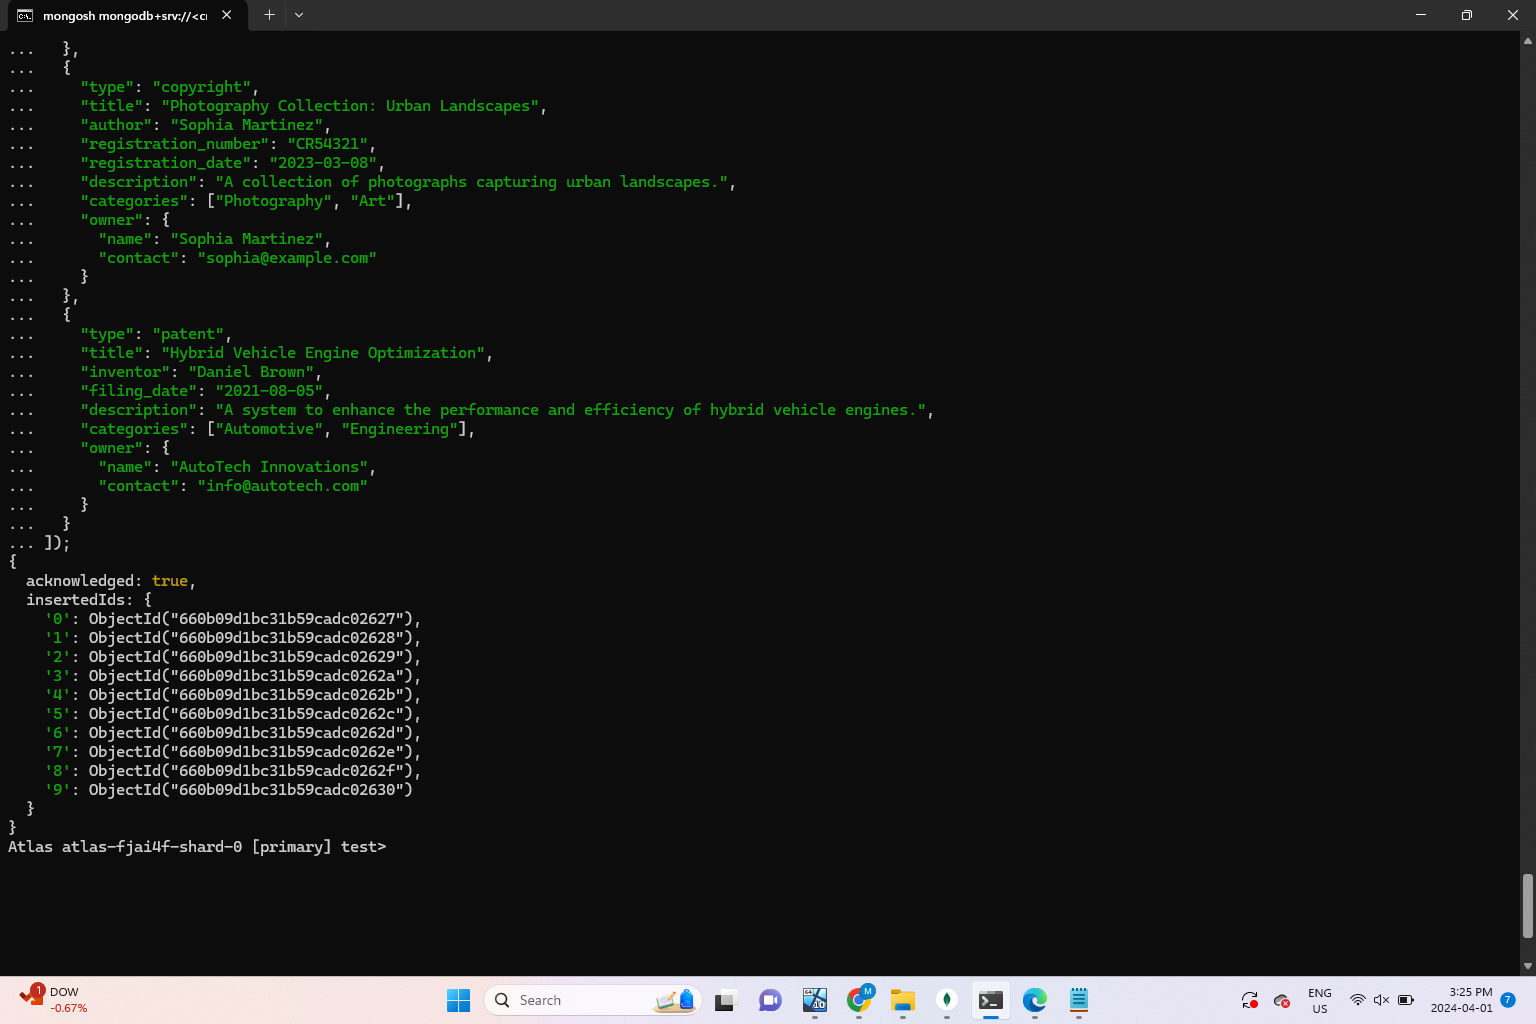 mongosh mongodb+srv://<cr
...   },
...   {
...     "type": "copyright",
...     "title": "Photography Collection: Urban Landscapes",
...     "author": "Sophia Martinez",
...     "registration_number": "CR54321",
...     "registration_date": "2023-03-08",
...     "description": "A collection of photographs capturing urban landscapes.",
...     "categories": ["Photography", "Art"],
...     "owner": {
...       "name": "Sophia Martinez",
...       "contact": "sophia@example.com"
...     }
...   },
...   {
...     "type": "patent",
...     "title": "Hybrid Vehicle Engine Optimization",
...     "inventor": "Daniel Brown",
...     "filing_date": "2021-08-05",
...     "description": "A system to enhance the performance and efficiency of hybrid vehicle engines.",
...     "categories": ["Automotive", "Engineering"],
...     "owner": {
...       "name": "AutoTech Innovations",
...       "contact": "info@autotech.com"
...     }
...   }
... ]);
{
  acknowledged: true,
  insertedIds: {
    '0': ObjectId("660b09d1bc31b59cadc02627"),
    '1': ObjectId("660b09d1bc31b59cadc02628"),
    '2': ObjectId("660b09d1bc31b59cadc02629"),
    '3': ObjectId("660b09d1bc31b59cadc0262a"),
    '4': ObjectId("660b09d1bc31b59cadc0262b"),
    '5': ObjectId("660b09d1bc31b59cadc0262c"),
    '6': ObjectId("660b09d1bc31b59cadc0262d"),
    '7': ObjectId("660b09d1bc31b59cadc0262e"),
    '8': ObjectId("660b09d1bc31b59cadc0262f"),
    '9': ObjectId("660b09d1bc31b59cadc02630")
  }
}
Atlas atlas-fjai4f-shard-0 [primary] test>
1
DOW
-0.67%
Search
64
10
M
ENG
US
3:25 PM
2024-04-01
7